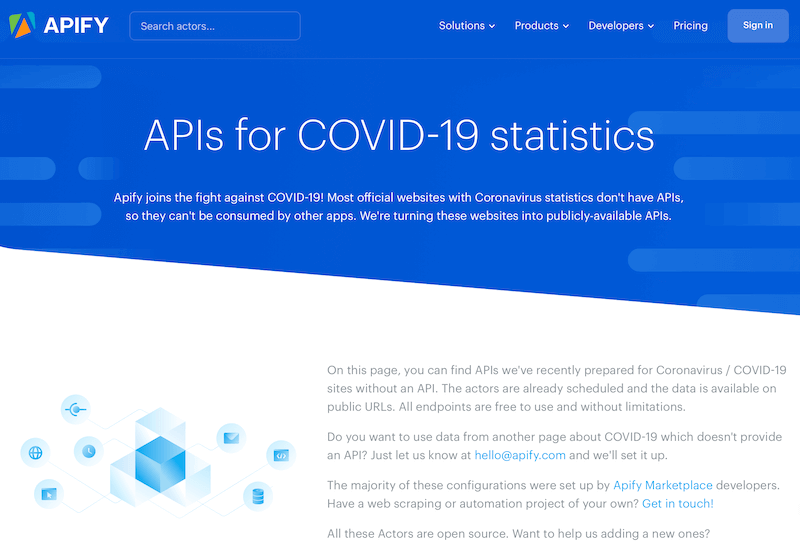 APIFY
Search actors...
Solutions
Products
Developers
Pricing
Sign in
APIs for COVID-19 statistics
Apify joins the fight against COVID-19! Most official websites with Coronavirus statistics don't have APIs,
so they can't be consumed by other apps. We're turning these websites into publicly-available APIs.
On this page, you can find APIs we've recently prepared for Coronavirus / COVID-19
sites without an API. The actors are already scheduled and the data is available on
public URLs. All endpoints are free to use and without limitations.
Do you want to use data from another page about COVID-19 which doesn't provide
an API? Just let us know at hello@apify.com and we'll set it up.
The majority of these configurations were set up by Apify Marketplace developers.
Have a web scraping or automation project of your own? Get in touch!
All these Actors are open source. Want to help us adding a new ones?